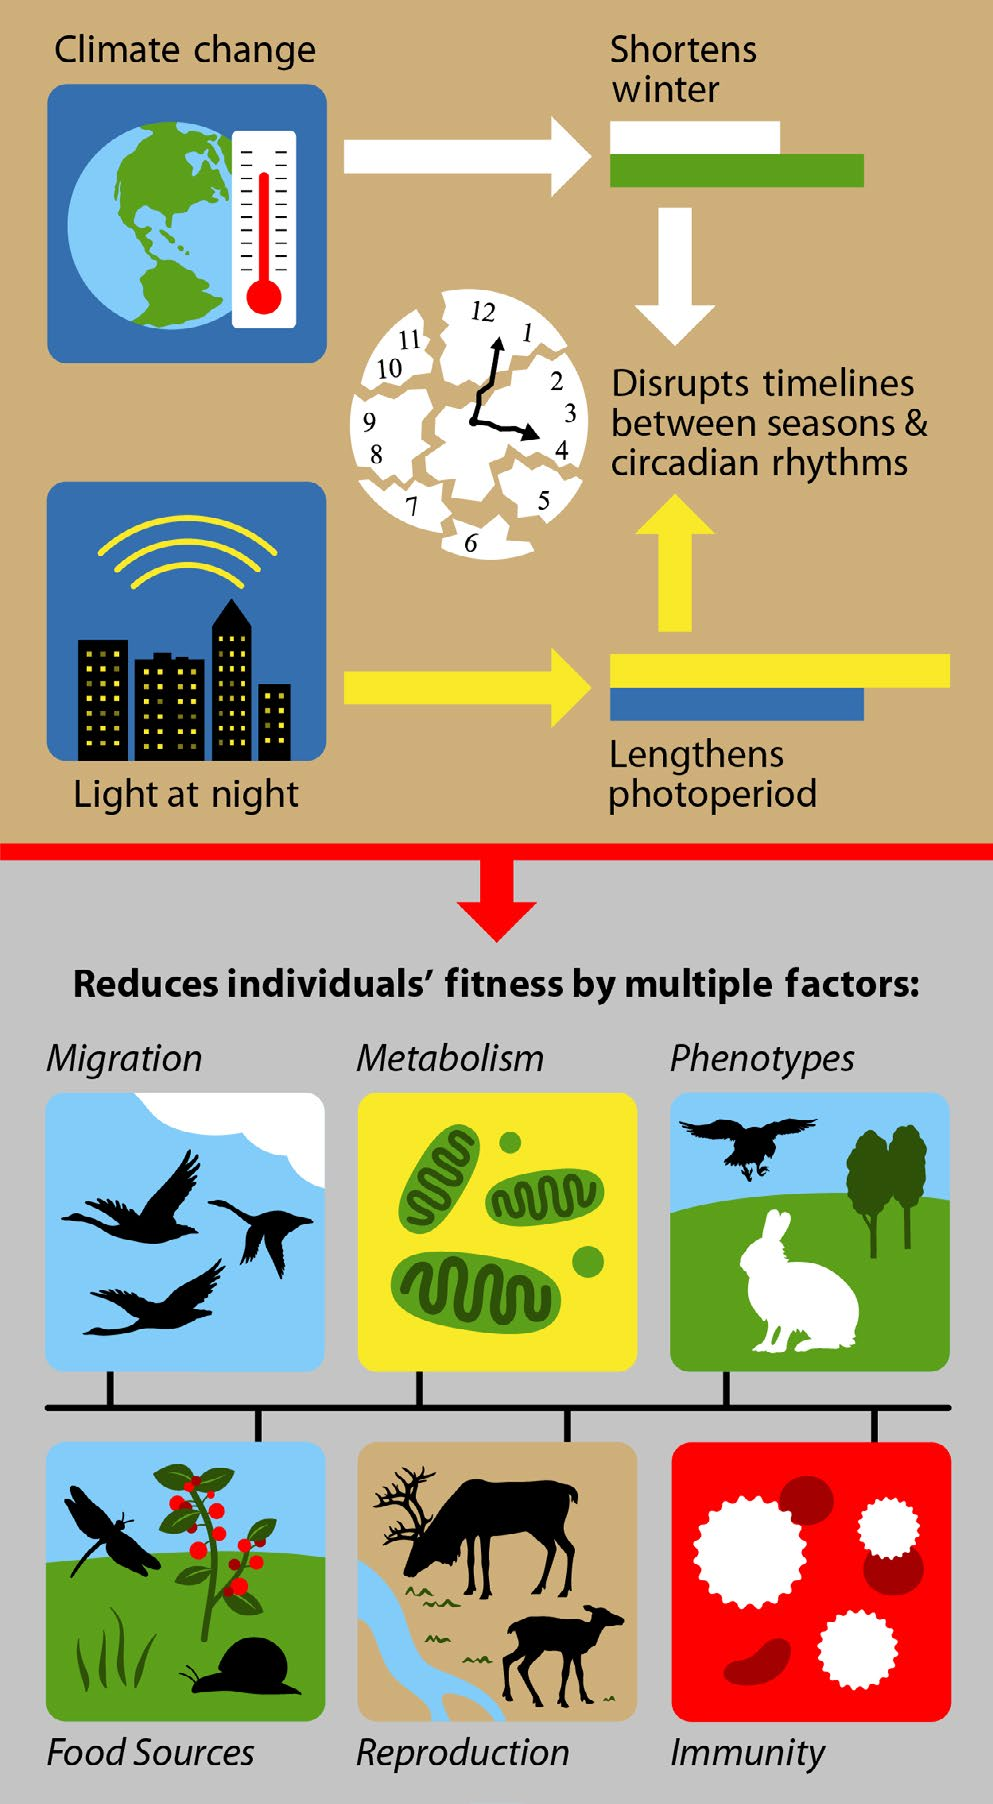 Climate change
Shortens
winter
12
1
2
3
4
5
6
7
8
9
10
11
Disrupts timelines
between seasons &
circadian rhythms
Light at night
Lengthens
photoperiod
Reduces individuals’ fitness by multiple factors:
Migration
Metabolism
Phenotypes
Food Sources
Reproduction
Immunity